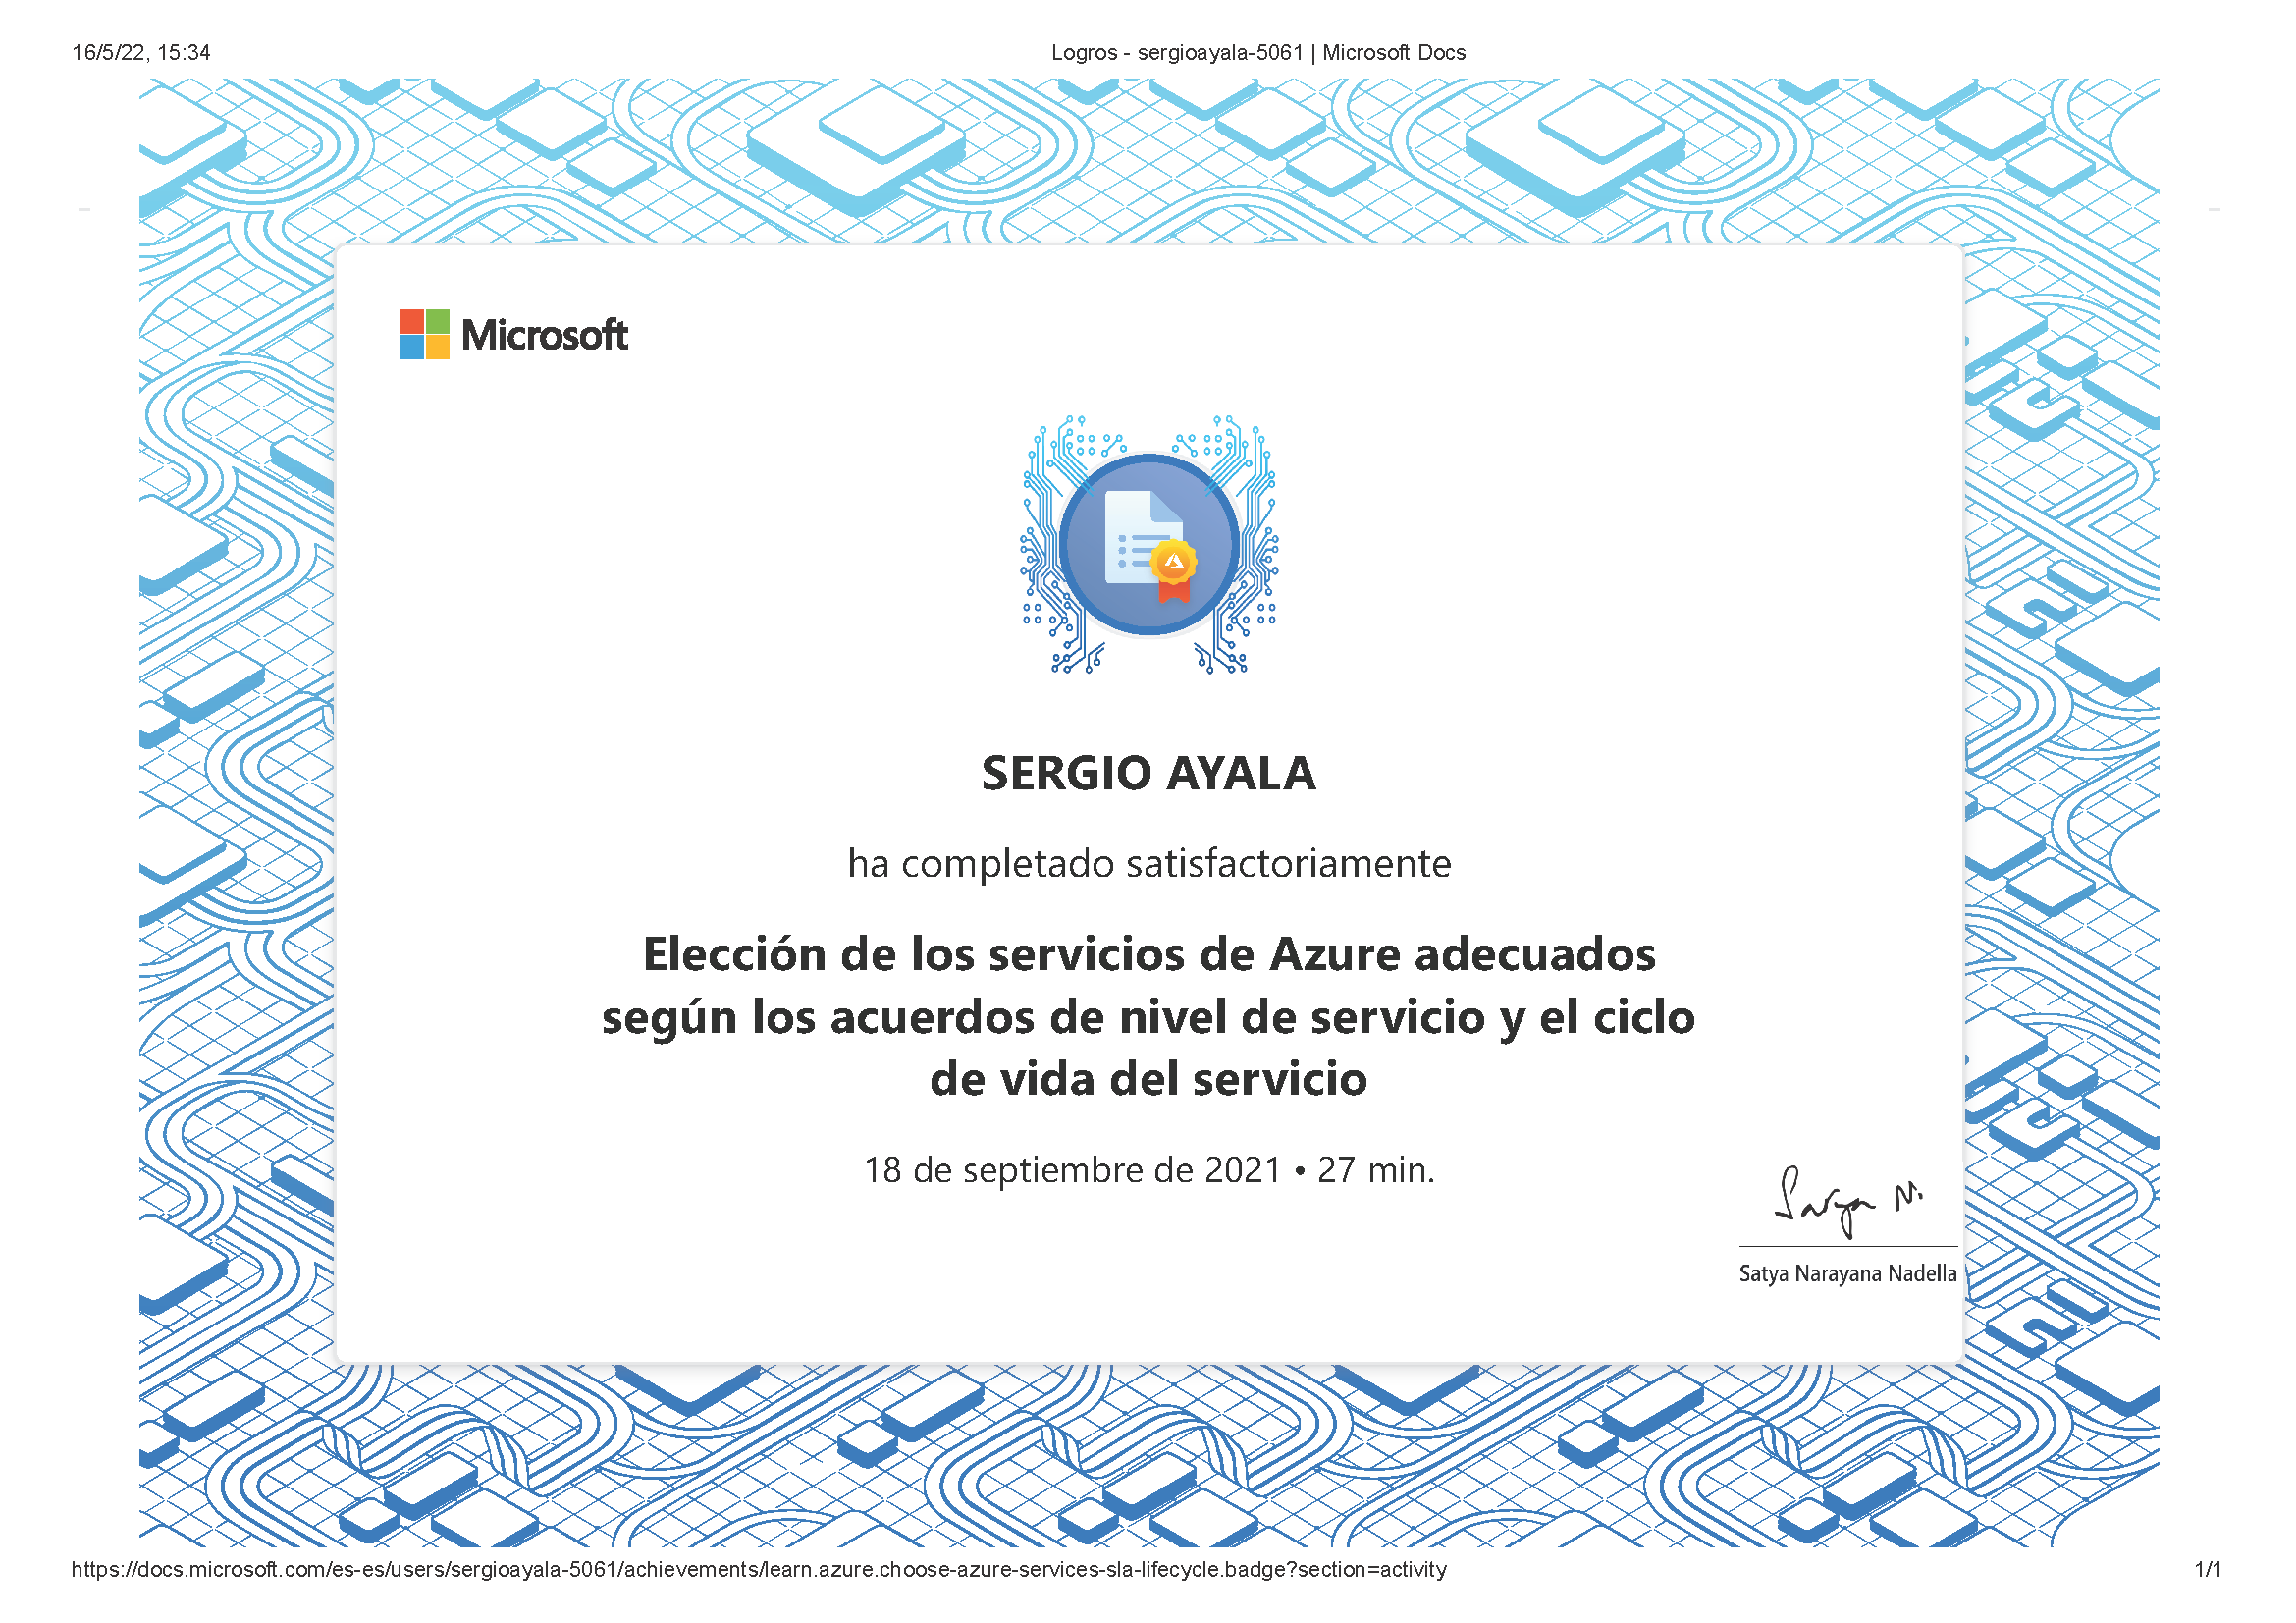 16/5/22, 15:34
Logros - sergioayala-5061 | Microsoft Docs
Microsoft
SERGIO AYALA
ha completado satisfactoriamente
Elección de los servicios de Azure adecuados
según los acuerdos de nivel de servicio y el ciclo
de vida del servicio
18 de septiembre de 2021 • 27 min.
Satya N.
Satya Narayana Nadella
https://docs.microsoft.com/es-es/users/sergioayala-5061/achievements/learn.azure.choose-azure-services-sla-lifecycle.badge?section=activity
1/1